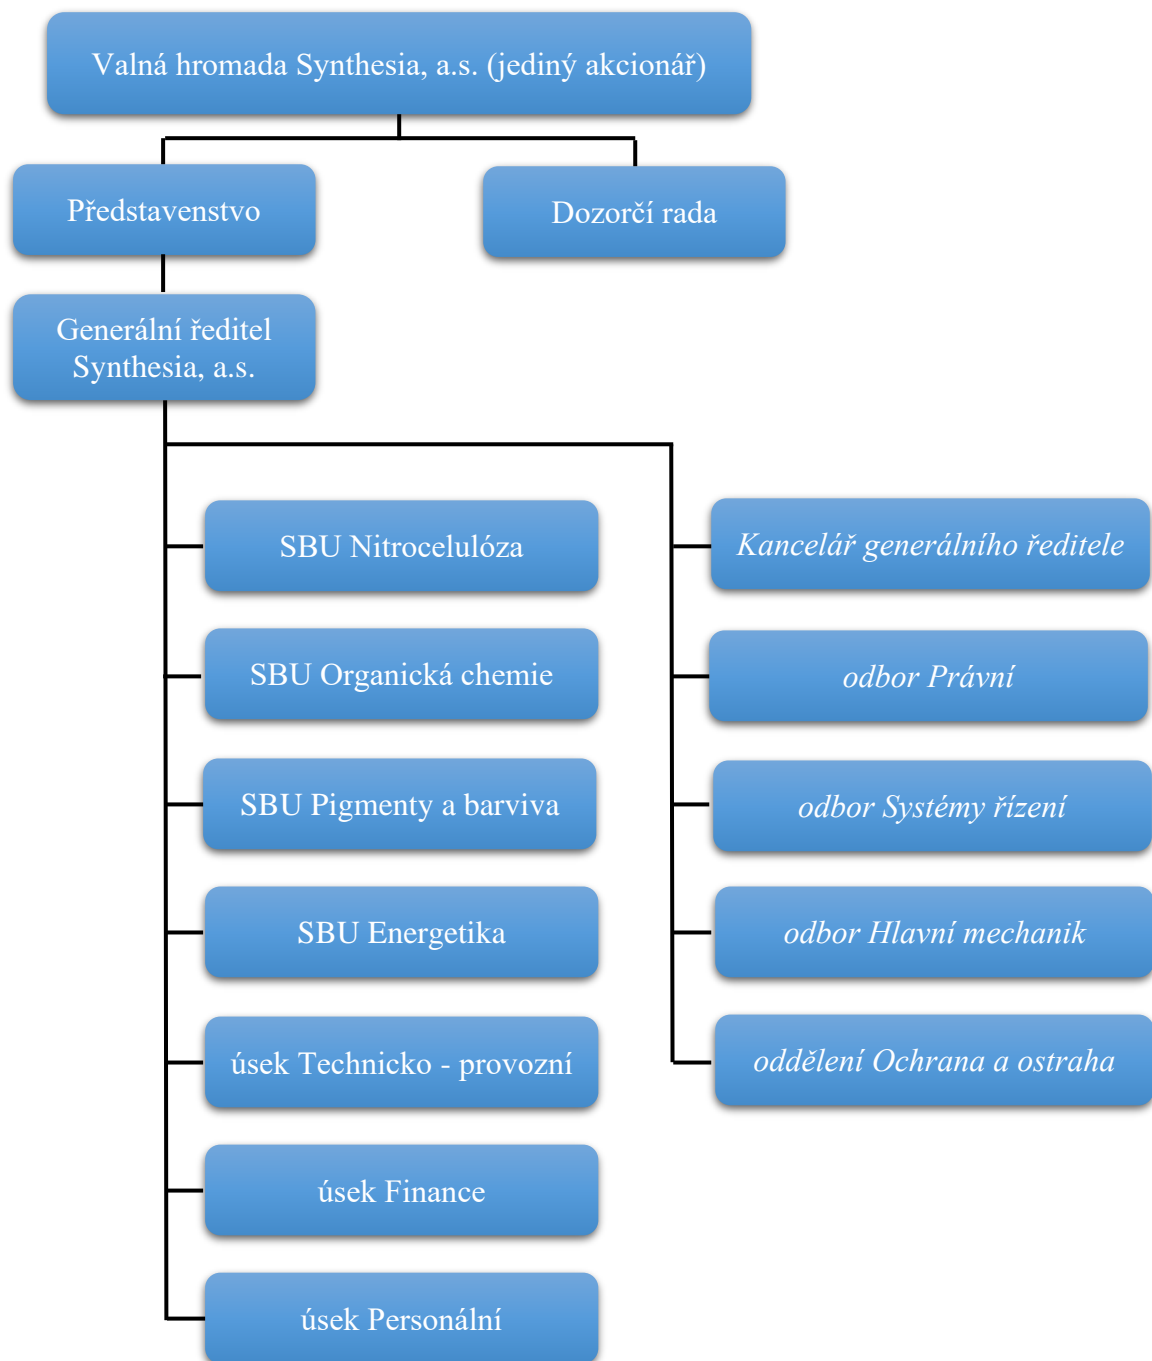 Valná hromada Synthesia, a.s. (jediný akcionář)
Představenstvo
Dozorčí rada
Generální ředitel
Synthesia, a.s.
SBU Nitrocelulóza
SBU Organická chemie
SBU Pigmenty a barviva
SBU Energetika
úsek Technicko - provozní
úsek Finance
úsek Personální
Kancelář generálního ředitele
odbor Právní
odbor Systémy řízení
odbor Hlavní mechanik
oddělení Ochrana a ostraha